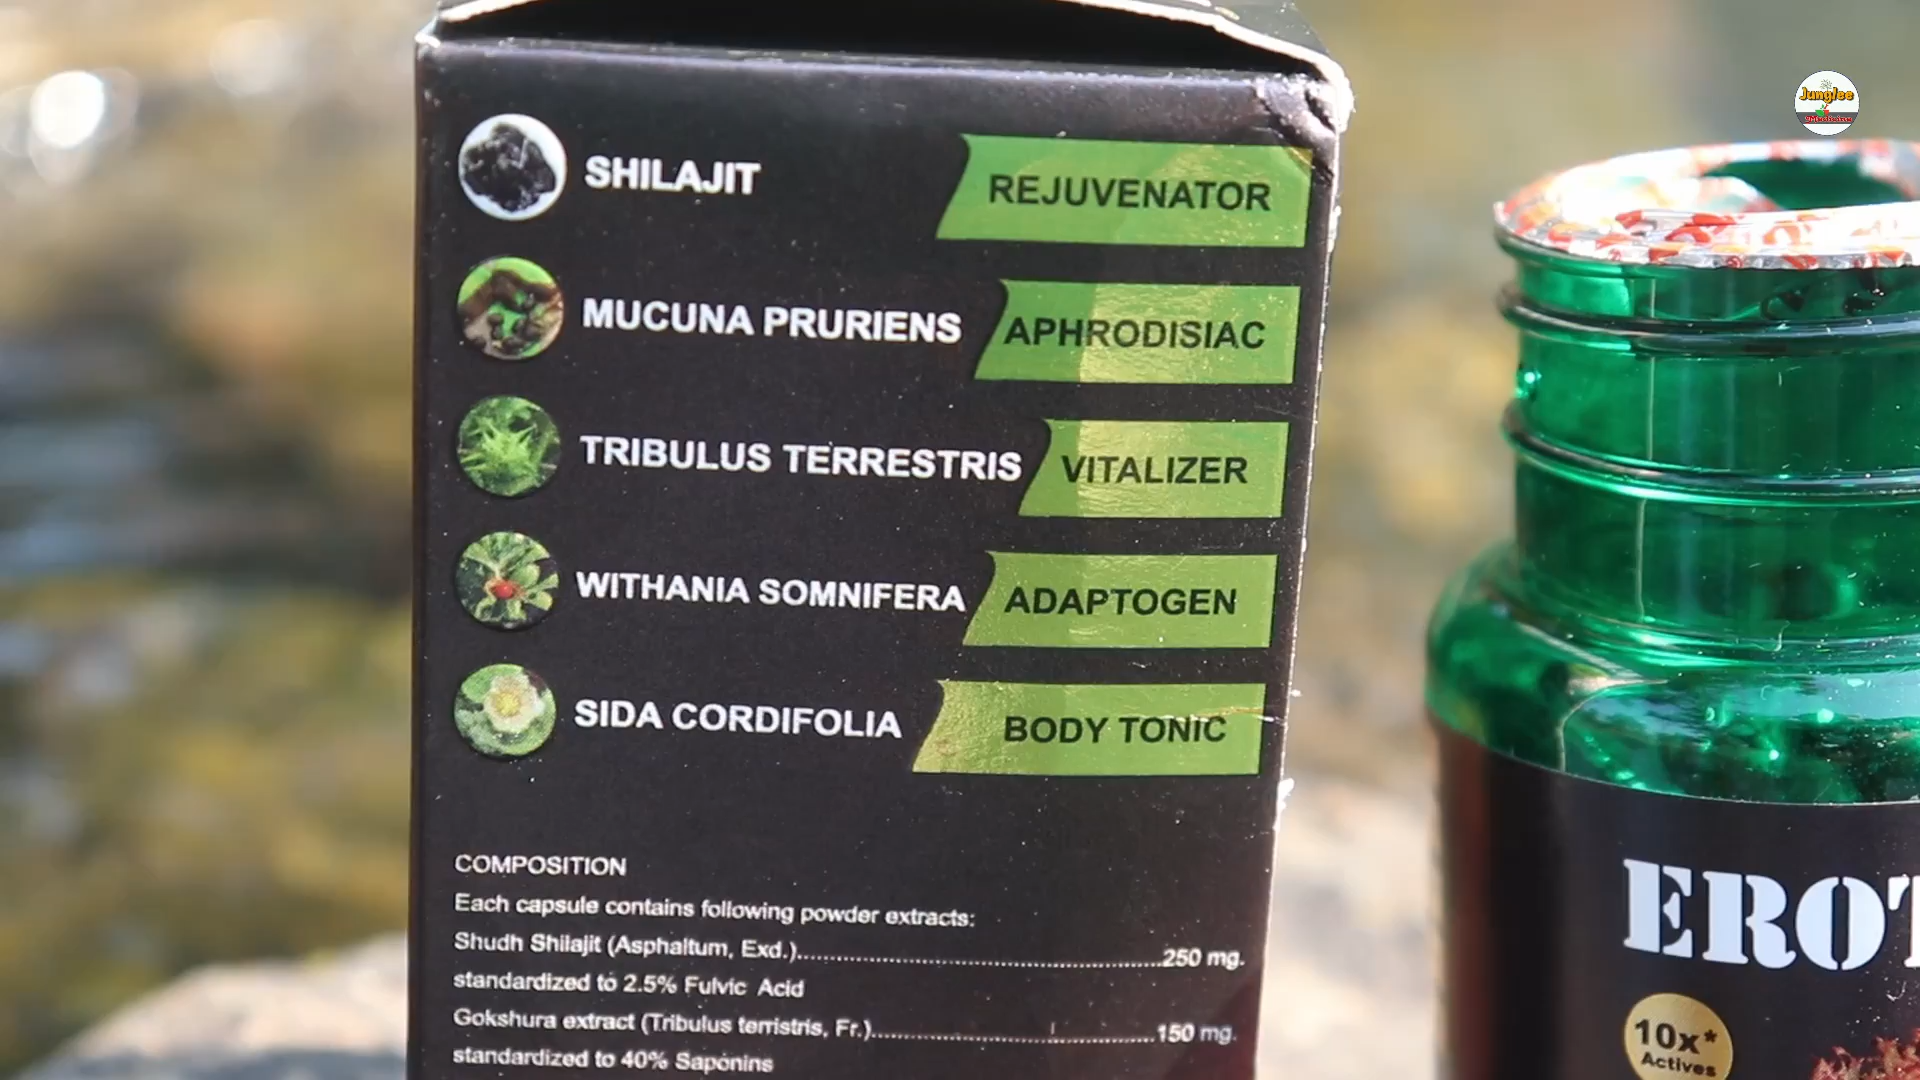 Junglee
SHILAJIT REJUVENATOR
MUCUNA PRURIENS APHRODISIAC
TRIBULUS TERRESTRIS VITALIZER
WITHANIA SOMNIFERA ADAPTOGEN
SIDA CORDIFOLIA BODY TONIC
COMPOSITION
Each capsule contains following powder extracts:
Shudh Shilajit (Asphaltum, Exd.)..........250 mg.
standardized to 2.5% Fulvic Acid
Gokshura extract (Tribulus terristris, Fr.)..........150 mg.
standardized to 40% Saponins
EROT
10x*
Actives